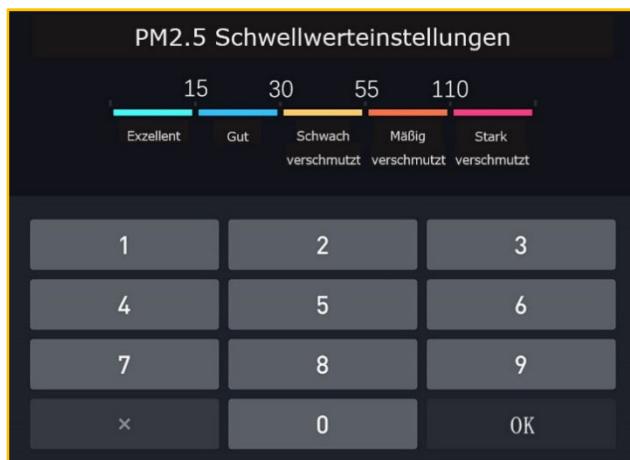 PM2.5 Schwellwerteinstellungen
15 30 55 110
Exzellent Gut Schwach Mäßig Stark
verschmutzt verschmutzt verschmutzt
1 2 3
4 5 6
7 8 9
× 0 OK